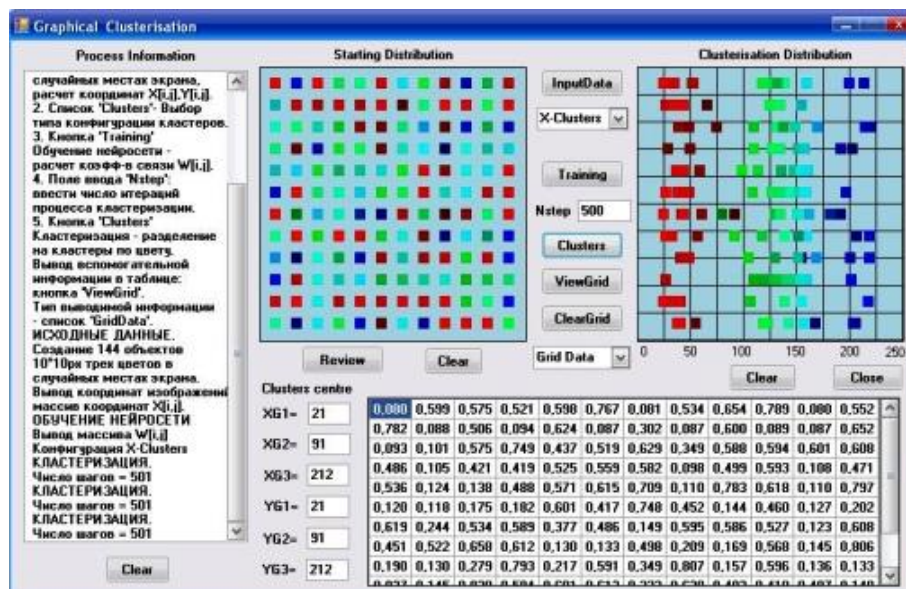 Graphical Clusterisation
Process Information
случайных местах экрана,
расчет координат X[i,j],Y[i,j].
2. Список 'Clusters'- Выбор
типа конфигурации кластеров.
3. Кнопка 'Training'
Обучение нейросети -
расчет коэфф-в связи W[i,j].
4. Поле ввода 'Nstep':
ввести число итераций
процесса кластеризации.
5. Кнопка 'Clusters'
Кластеризация - разделение
на кластеры по цвету.
Вывод вспомогательной
информации в таблице:
кнопка 'ViewGrid'.
Тип выводимой информации
- список 'GridData'.
ИСХОДНЫЕ ДАННЫЕ.
Создание 144 объектов
10*10px трех цветов в
случайных местах экрана.
Вывод координат изображений
массив координат X[i,j].
ОБУЧЕНИЕ НЕЙРОСЕТИ
Вывод массива W[i,j]
Конфигурация X-Clusters
КЛАСТЕРИЗАЦИЯ.
Число шагов = 501
КЛАСТЕРИЗАЦИЯ.
Число шагов = 501
КЛАСТЕРИЗАЦИЯ.
Число шагов = 501
Clear
Starting Distribution
Review
Clear
InputData
X-Clusters
Training
Nstep 500
Clusters
ViewGrid
ClearGrid
Grid Data
Clusterisation Distribution
0 50 100 150 200 250
Clear
Close
Clusters centre
XG1= 21
XG2= 91
XG3= 212
YG1= 21
YG2= 91
YG3= 212
0,080 0,599 0,575 0,521 0,598 0,767 0,081 0,534 0,654 0,789 0,080 0,552
0,782 0,088 0,506 0,094 0,624 0,087 0,302 0,087 0,600 0,089 0,087 0,652
0,093 0,101 0,575 0,749 0,437 0,519 0,629 0,349 0,588 0,594 0,601 0,608
0,486 0,105 0,421 0,419 0,525 0,559 0,582 0,098 0,499 0,593 0,108 0,471
0,536 0,124 0,138 0,488 0,571 0,615 0,709 0,110 0,783 0,618 0,110 0,797
0,120 0,118 0,175 0,182 0,601 0,417 0,748 0,452 0,144 0,460 0,127 0,202
0,619 0,244 0,534 0,589 0,377 0,486 0,149 0,595 0,586 0,527 0,123 0,608
0,451 0,522 0,658 0,612 0,130 0,133 0,498 0,209 0,169 0,568 0,145 0,806
0,190 0,130 0,279 0,793 0,217 0,591 0,349 0,807 0,157 0,596 0,136 0,133